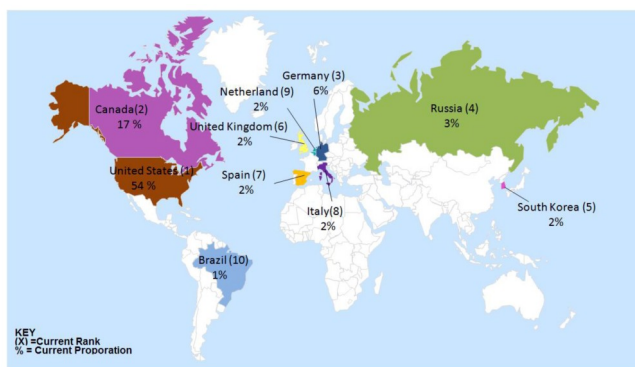 Germany (3)
6%
Netherland (9)
2%
Canada(2)
17 %
Russia (4)
3%
United Kingdom (6)
2%
United States (1)
54 %
Spain (7)
2%
Italy(8)
2%
South Korea (5)
2%
Brazil (10)
1%
KEY
(X) =Current Rank
% = Current Proporation